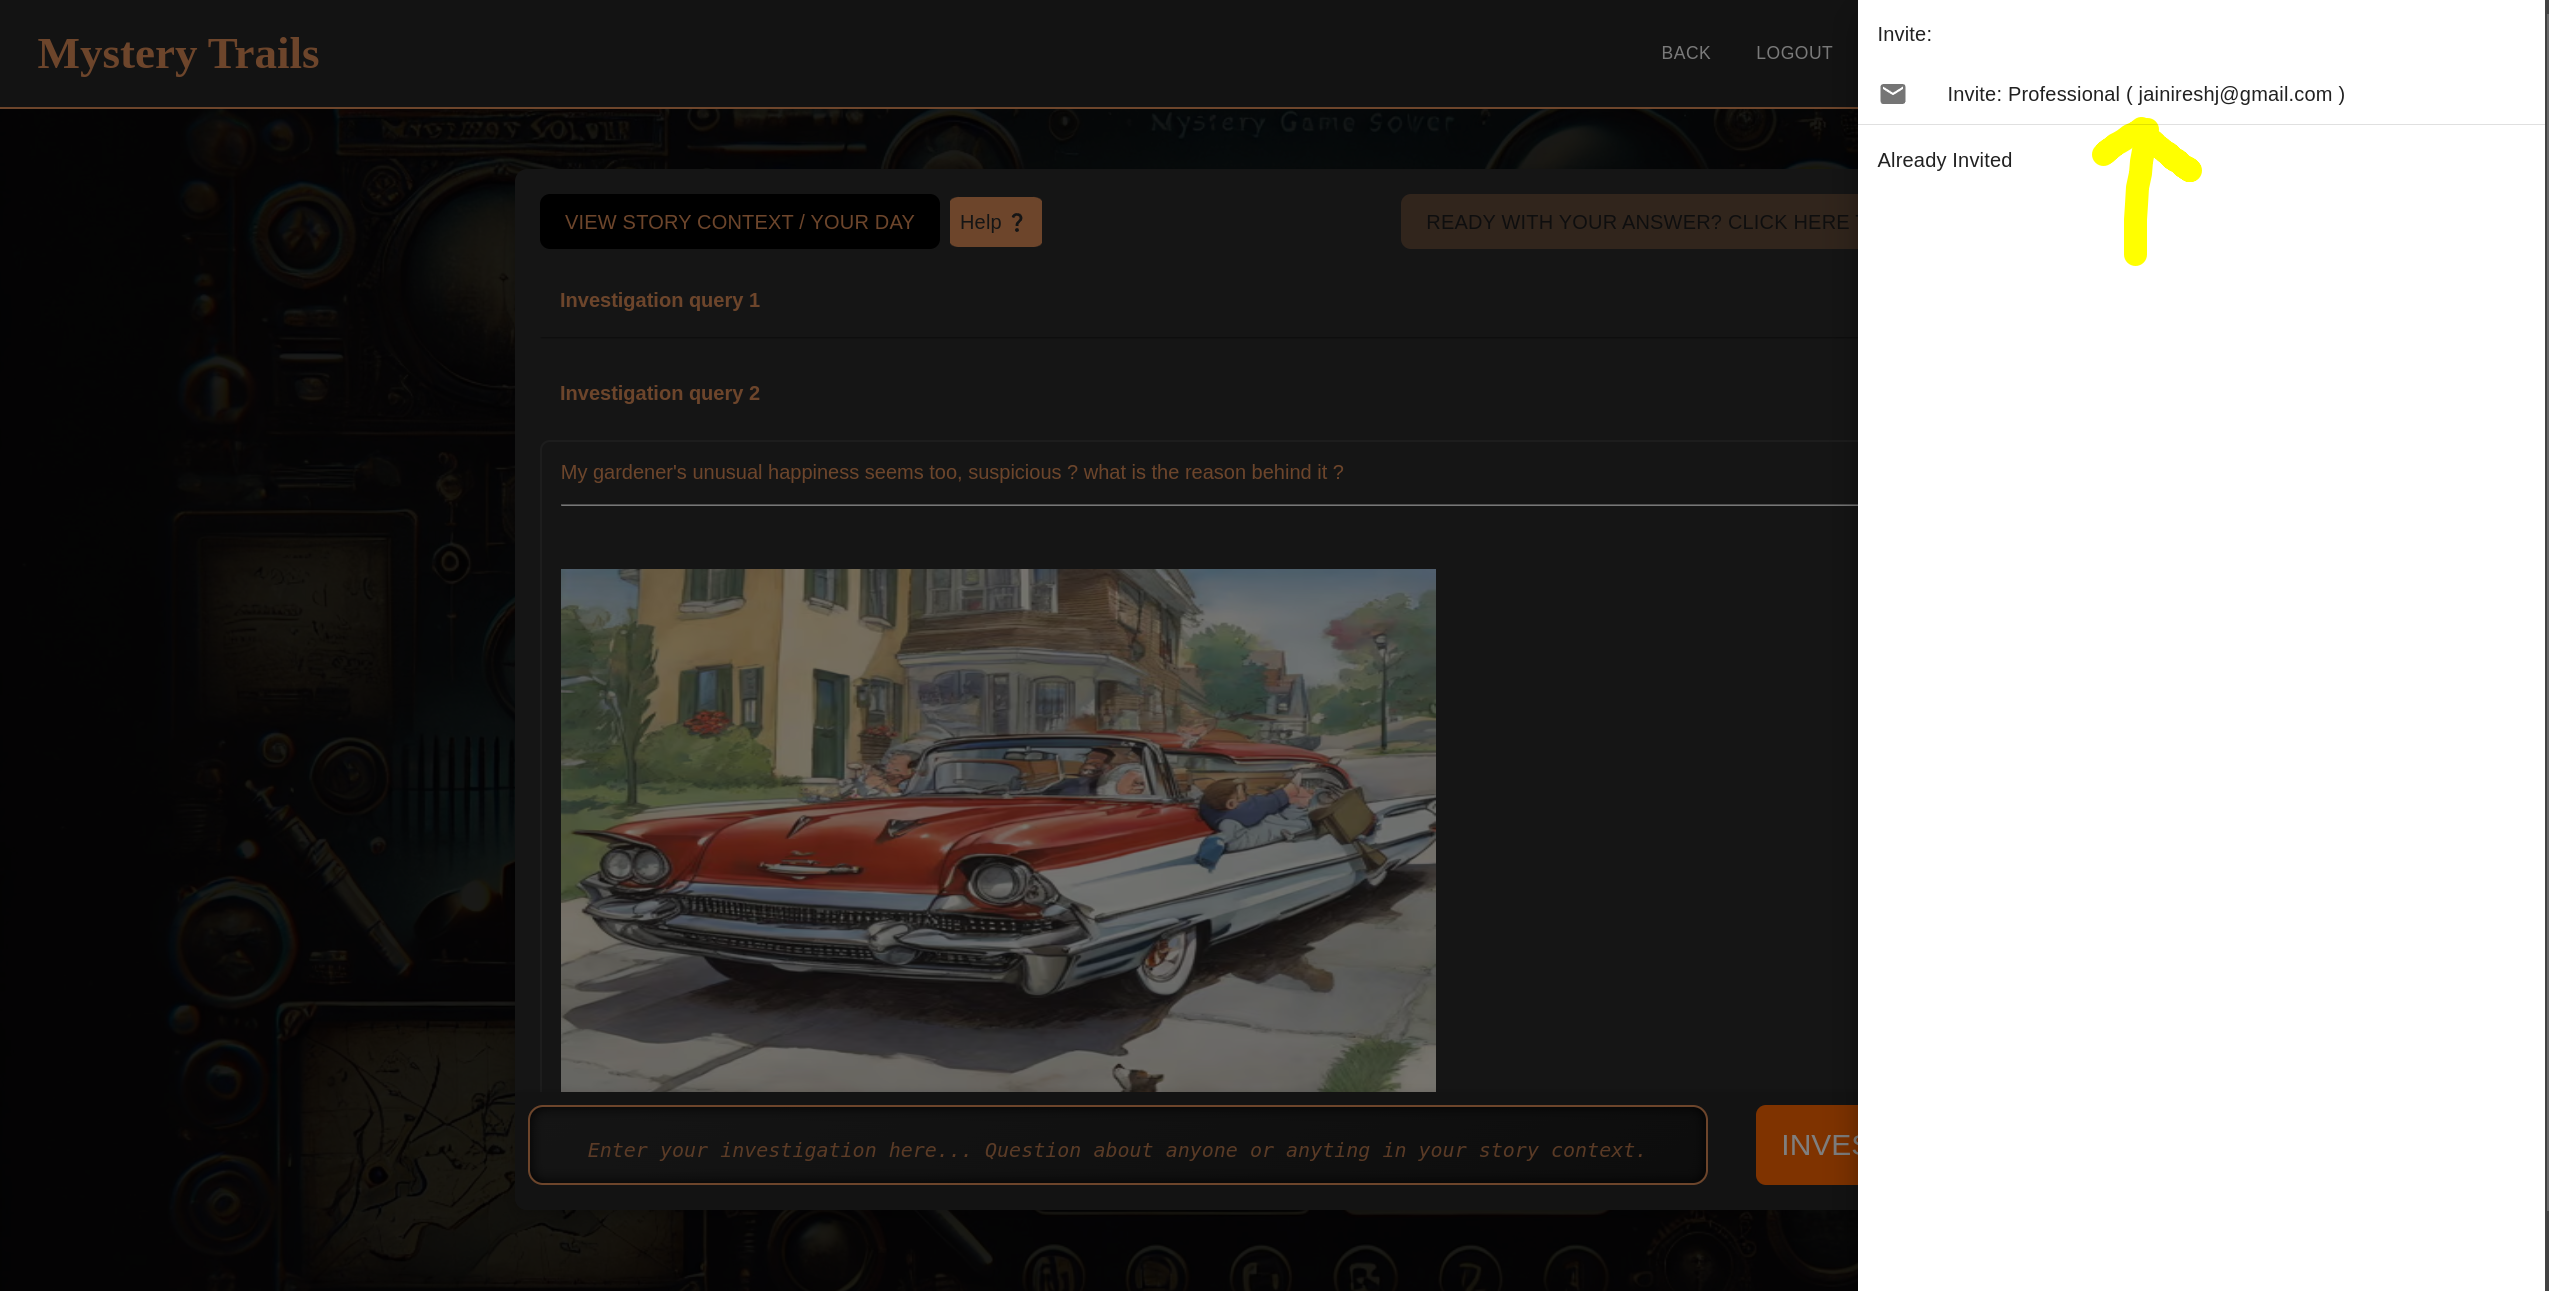 Mystery Trails
BACK
LOGOUT
Mystery Game Sower
VIEW STORY CONTEXT / YOUR DAY
Help ?
READY WITH YOUR ANSWER? CLICK HERE
Investigation query 1
Investigation query 2
My gardener's unusual happiness seems too, suspicious ? what is the reason behind it ?
Enter your investigation here... Question about anyone or anyting in your story context.
INVES
Invite:
Invite: Professional ( jainireshj@gmail.com )
Already Invited